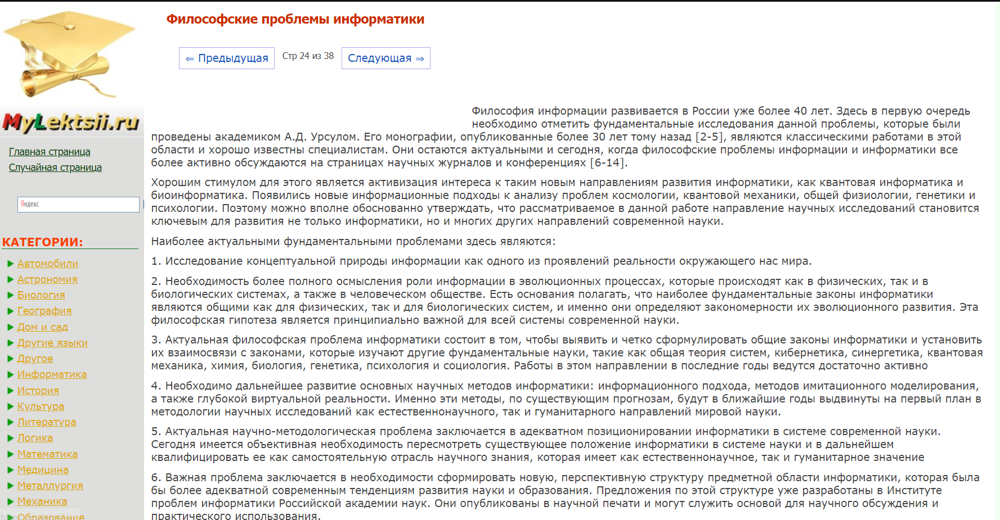 Философские проблемы информатики
⇐ Предыдущая
Стр 24 из 38
Следующая ⇒
MyLektsii.ru
Главная страница
Случайная страница
Яндекс
КАТЕГОРИИ:
Автомобили
Астрономия
Биология
География
Дом и сад
Другие языки
Другое
Информатика
История
Культура
Литература
Логика
Математика
Медицина
Металлургия
Механика
Образование
Философия информации развивается в России уже более 40 лет. Здесь в первую очередь
необходимо отметить фундаментальные исследования данной проблемы, которые были
проведены академиком А.Д. Урсулом. Его монографии, опубликованные более 30 лет тому назад [2-5], являются классическими работами в этой
области и хорошо известны специалистам. Они остаются актуальными и сегодня, когда философские проблемы информации и информатики все
более активно обсуждаются на страницах научных журналов и конференциях [6-14].
Хорошим стимулом для этого является активизация интереса к таким новым направлениям развития информатики, как квантовая информатика и
биоинформатика. Появились новые информационные подходы к анализу проблем космологии, квантовой механики, общей физиологии, генетики и
психологии. Поэтому можно вполне обоснованно утверждать, что рассматриваемое в данной работе направление научных исследований становится
ключевым для развития не только информатики, но и многих других направлений современной науки.
Наиболее актуальными фундаментальными проблемами здесь являются:
1. Исследование концептуальной природы информации как одного из проявлений реальности окружающего нас мира.
2. Необходимость более полного осмысления роли информации в эволюционных процессах, которые происходят как в физических, так и в
биологических системах, а также в человеческом обществе. Есть основания полагать, что наиболее фундаментальные законы информатики
являются общими как для физических, так и для биологических систем, и именно они определяют закономерности их эволюционного развития. Эта
философская гипотеза является принципиально важной для всей системы современной науки.
3. Актуальная философская проблема информатики состоит в том, чтобы выявить и четко сформулировать общие законы информатики и установить
их взаимосвязи с законами, которые изучают другие фундаментальные науки, такие как общая теория систем, кибернетика, синергетика, квантовая
механика, химия, биология, генетика, психология и социология. Работы в этом направлении в последние годы ведутся достаточно активно
4. Необходимо дальнейшее развитие основных научных методов информатики: информационного подхода, методов имитационного моделирования,
а также глубокой виртуальной реальности. Именно эти методы, по существующим прогнозам, будут в ближайшие годы выдвинуты на первый план в
методологии научных исследований как естественнонаучного, так и гуманитарного направлений мировой науки.
5. Актуальная научно-методологическая проблема заключается в адекватном позиционировании информатики в системе современной науки.
Сегодня имеется объективная необходимость пересмотреть существующее положение информатики в системе науки и в дальнейшем
квалифицировать ее как самостоятельную отрасль научного знания, которая имеет как естественнонаучное, так и гуманитарное значение
6. Важная проблема заключается в необходимости сформировать новую, перспективную структуру предметной области информатики, которая была
бы более адекватной современным тенденциям развития науки и образования. Предложения по этой структуре уже разработаны в Институте
проблем информатики Российской академии наук. Они опубликованы в научной печати и могут служить основой для научного обсуждения и
практического использования.